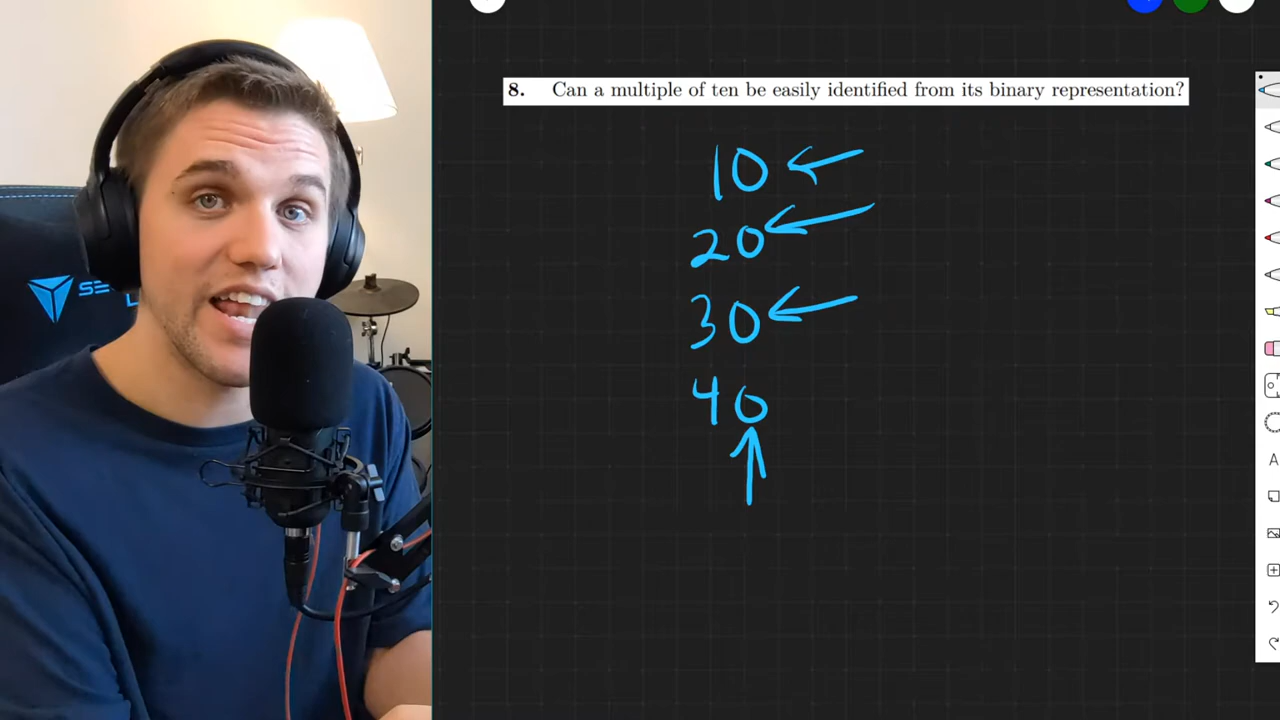 8. Can a multiple of ten be easily identified from its binary representation?
10
20
30
40
A